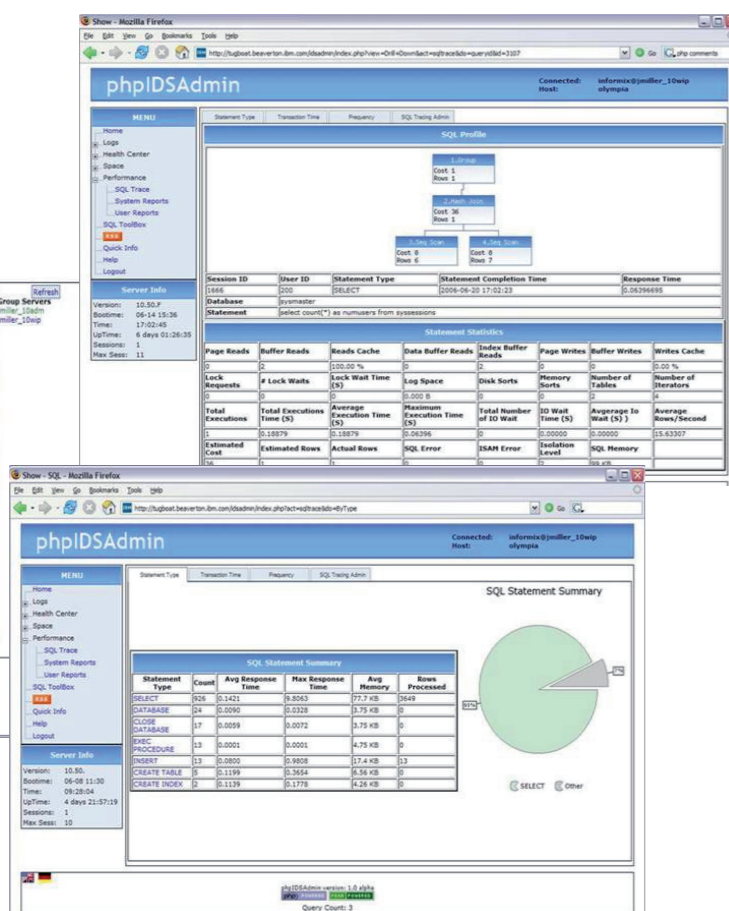 Show - Mozilla Firefox
File Edit View Go Bookmarks Tools Help
http://tugboat.beaverton.ibm.com/idsadmin/index.php?view=Drill+Down&act=sqltrace&do=queryid&id=3107 Go php comments
phpIDSAdmin
Connected: informix@jmiller_10wip
Host: olympia
MENU
Home
Logs
Health Center
Space
Performance
SQL Trace
System Reports
User Reports
SQL ToolBox
RSS
Quick Info
Help
Logout
Server Info
Version: 10.50.F
Bootime: 06-14 15:36
Time: 17:02:45
UpTime: 6 days 01:26:35
Sessions: 1
Max Sess: 11
Refresh
Group Servers
miller_10adm
miller_10wip
Statement Type Transaction Time Frequency SQL Tracing Admin
SQL Profile
1.Group
Cost 1
Rows 1
2.Hash Join
Cost 36
Rows 1
3.Seq Scan
Cost 0
Rows 6
4.Seq Scan
Cost 0
Rows 7
Session ID User ID Statement Type Statement Completion Time Response Time
1666 200 SELECT 2006-06-20 17:02:23 0.06396695
Database sysmaster
Statement select count(*) as numusers from syssessions
Statement Statistics
Page Reads Buffer Reads Reads Cache Data Buffer Reads Index Buffer Reads Page Writes Buffer Writes Writes Cache
0 2 100.00 % 0 2 0 0 0.00 %
Lock Requests # Lock Waits Lock Wait Time (S) Log Space Disk Sorts Memory Sorts Number of Tables Number of Iterators
0 0 0 0.000 B 0 0 2 4
Total Executions Total Executions Time (S) Average Execution Time (S) Maximum Execution Time (S) Total Number of IO Wait IO Wait Time (S) Avgerage Io Wait (S) ) Average Rows/Second
1 0.18879 0.18879 0.06396 0 0.00000 0.00000 15.63307
Estimated Cost Estimated Rows Actual Rows SQL Error ISAM Error Isolation Level SQL Memory
Show - SQL - Mozilla Firefox
File Edit View Go Bookmarks Tools Help
http://tugboat.beaverton.ibm.com/idsadmin/index.php?act=sqltrace&do=ByType Go
phpIDSAdmin
Connected: informix@jmiller_10wip
Host: olympia
MENU
Home
Logs
Health Center
Space
Performance
SQL Trace
System Reports
User Reports
SQL ToolBox
RSS
Quick Info
Help
Logout
Server Info
Version: 10.50.
Bootime: 06-08 11:30
Time: 09:28:04
UpTime: 4 days 21:57:19
Sessions: 1
Max Sess: 10
Statement Type Transaction Time Frequency SQL Tracing Admin
SQL Statement Summary
Statement Type Count Avg Response Time Max Response Time Avg Memory Rows Processed
SELECT 926 0.1421 9.8063 77.7 KB 3649
DATABASE 24 0.0090 0.0328 3.75 KB 0
CLOSE DATABASE 17 0.0059 0.0072 3.75 KB 0
EXEC PROCEDURE 13 0.0001 0.0001 4.75 KB 0
INSERT 13 0.0800 0.9808 17.4 KB 13
CREATE TABLE 5 0.1199 0.3654 6.56 KB 0
CREATE INDEX 2 0.1139 0.1778 4.26 KB 0
SQL Statement Summary
7%
93%
SELECT Other
phpIDSAdmin version: 1.0 alpha
Query Count: 3